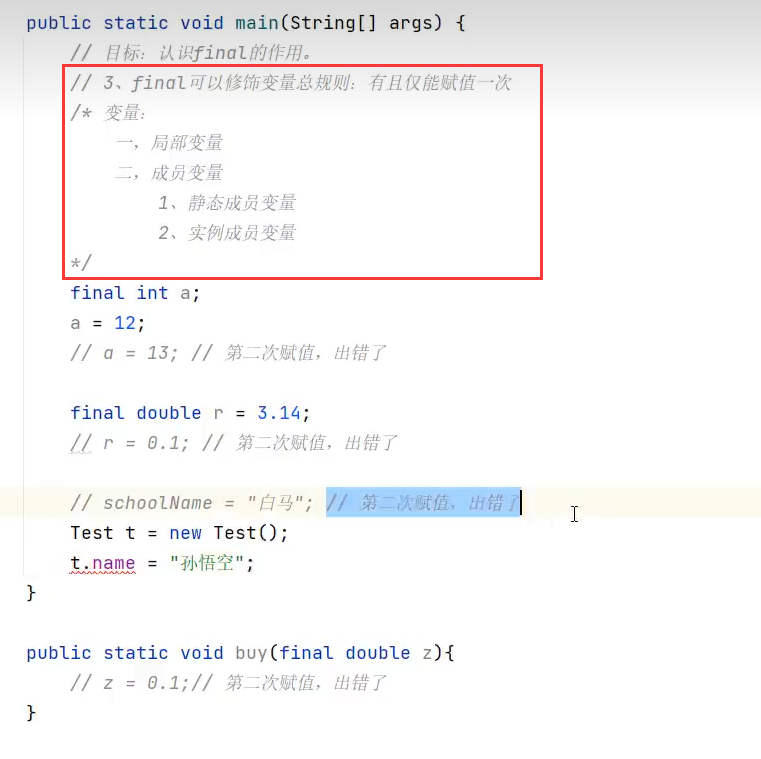 public static void main(String[] args) {
// 目标：认识final的作用。
// 3、final可以修饰变量总规则：有且仅能赋值一次
/* 变量：
一，局部变量
二，成员变量
1、静态成员变量
2、实例成员变量
*/
final int a;
a = 12;
// a = 13; // 第二次赋值，出错了
final double r = 3.14;
// r = 0.1; // 第二次赋值，出错了
// schoolName = "白马"; // 第二次赋值，出错了
Test t = new Test();
t.name = "孙悟空";
}
public static void buy(final double z){
// z = 0.1;// 第二次赋值，出错了
}